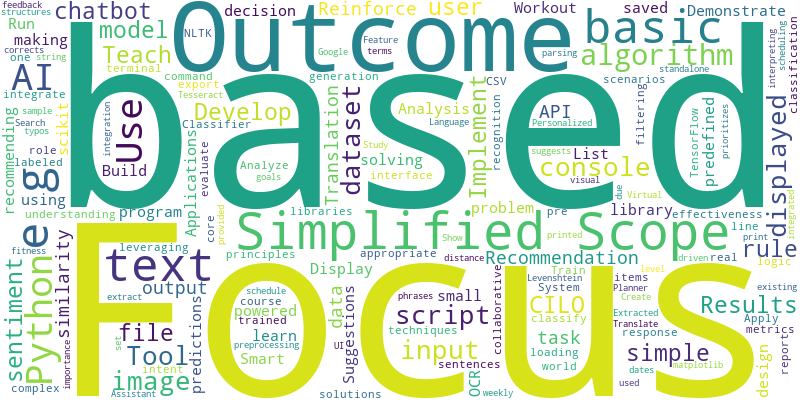 feedback
structures
chatbot
Reinforce
user
decision
Workout
saved
Demonstrate
Run
making
NLTK
Outcome
basic
Feature
Google
terms
parsing
interpreting
scheduling
classification
corrects
one
string
model
Teach
terminal
command
generation
CSV
scenarios
standalone
algorithm
AI
integrate
Tesseract
export
based
recommending
scikit
typos
Search
sample
labeled
role
using
g
Use
integration
Build
Develop
Classifier
evaluate
Analyze
goals
Applications
Translation
dataset
Analysis
Study
solving
interface
Language
Implement
recognition
API
Personalized
suggests
List
console
visual
filtering
TensorFlow
predefined
prioritizes
due
Virtual
displayed
integrated
understanding
program
core
provided
libraries
problem
pre
library
effectiveness
line
rule
e
Python
sentiment
Similarity
leveraging
principles
Simplified Scope
Show
printed
appropriate
distance
Recommendation
driven
real
print
logic
fitness
text
output
Display
Focus
Levenshtein
Train
items
level
Planner
existing
extract
file
powered
schedule
course
data
Suggestions
phrases
small
System
CILO
Create
Extracted
Results
importance
Tool
predictions
trained
learn
preprocessing
script
techniques
collaborative
classify
Translate
Apply
metrics
set
image
intent
Smart
UI
input
task
loading
response
simple
design
reports
complex
Assistant
solutions
weekly
sentences
OCR
world
dates
used
matplotlib